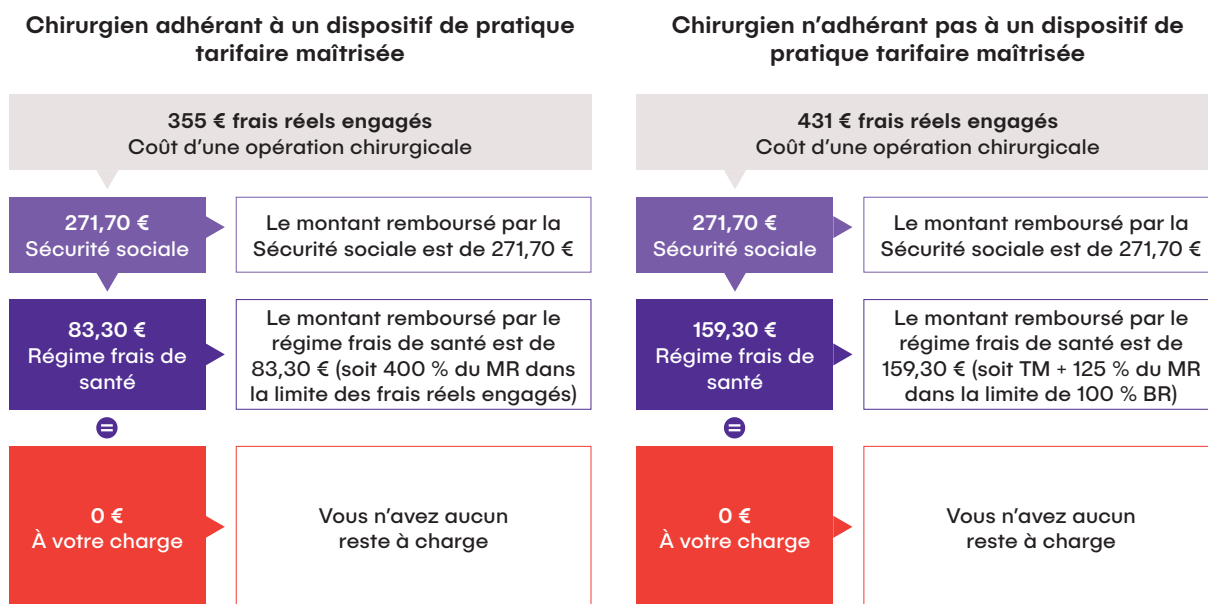 Chirurgien adhérant à un dispositif de pratique
tarifaire maîtrisée
355 € frais réels engagés
Coût d'une opération chirurgicale
271,70 €
Sécurité sociale
Le montant remboursé par la
Sécurité sociale est de 271,70 €
83,30 €
Régime frais de
santé
Le montant remboursé par le
régime frais de santé est de
83,30 € (soit 400 % du MR dans
la limite des frais réels engagés)
=
0 €
À votre charge
Vous n'avez aucun
reste à charge
Chirurgien n'adhérant pas à un dispositif de
pratique tarifaire maîtrisée
431 € frais réels engagés
Coût d'une opération chirurgicale
271,70 €
Sécurité sociale
Le montant remboursé par la
Sécurité sociale est de 271,70 €
159,30 €
Régime frais de
santé
Le montant remboursé par le
régime frais de santé est de
159,30 € (soit TM + 125 % du MR
dans la limite de 100 % BR)
=
0 €
À votre charge
Vous n'avez aucun
reste à charge